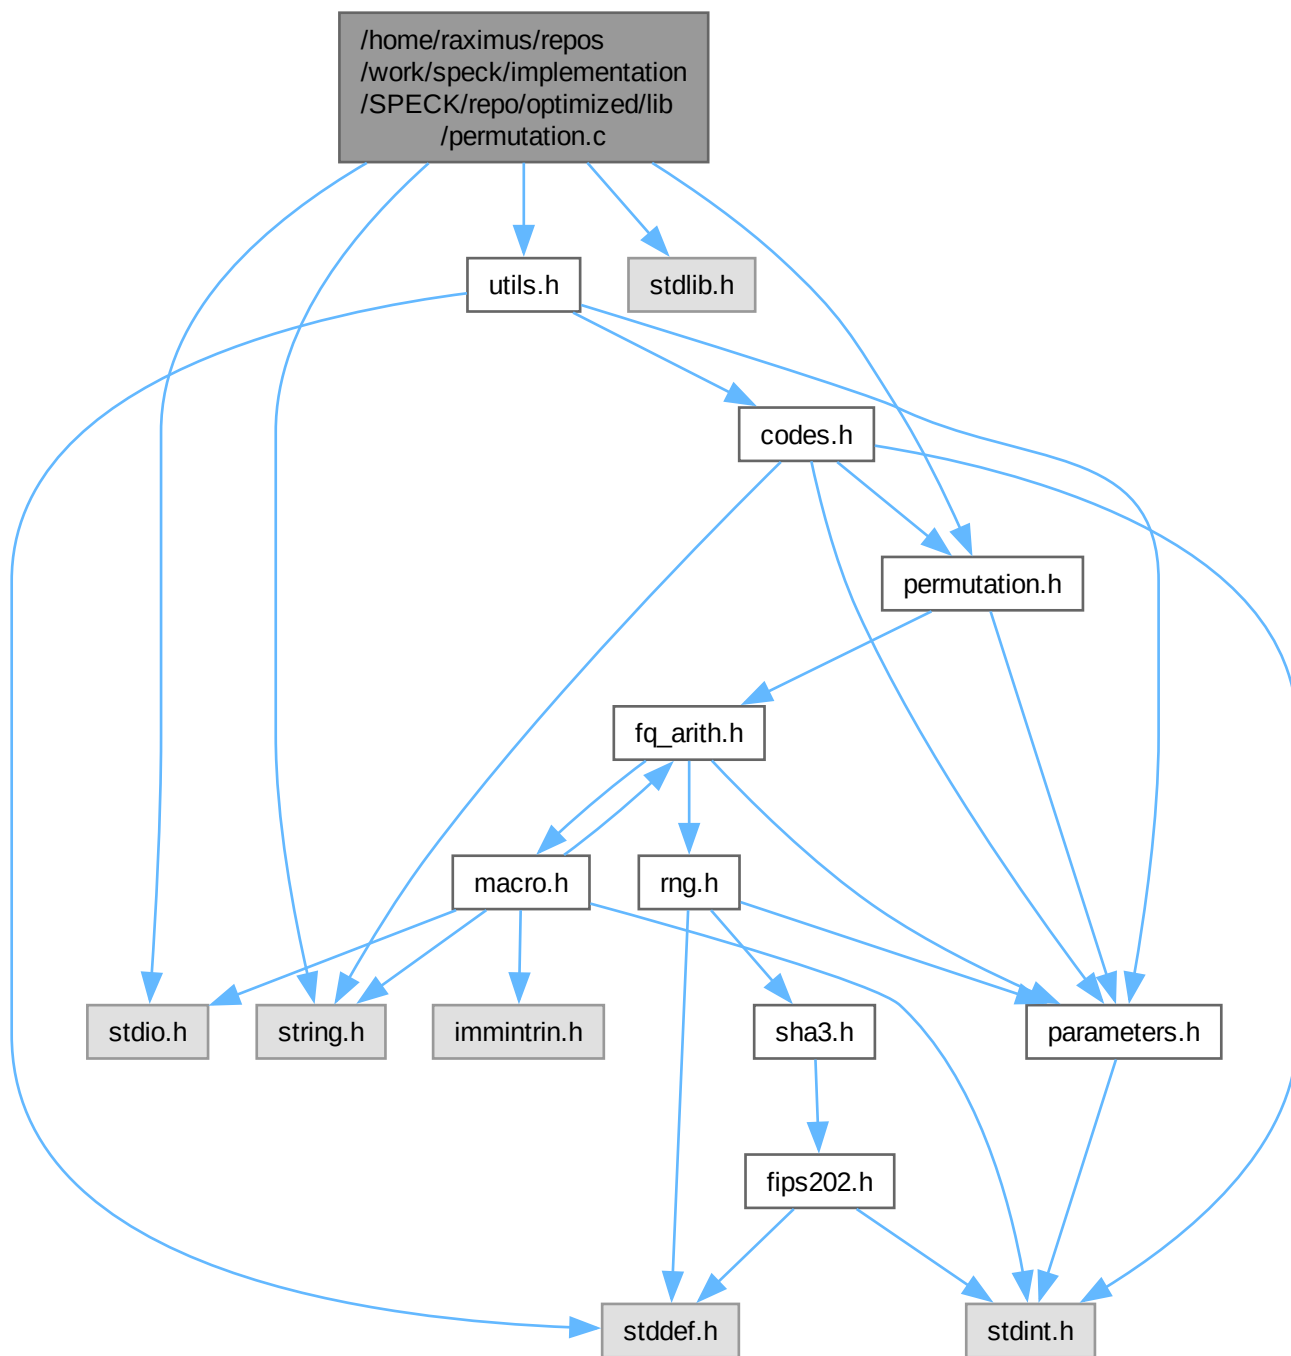 /home/raximus/repos
/work/speck/implementation
/SPECK/repo/optimized/lib
/permutation.c
utils.h
stdlib.h
codes.h
permutation.h
fq_arith.h
macro.h
rng.h
stdio.h
string.h
immintrin.h
sha3.h
parameters.h
fips202.h
stddef.h
stdint.h